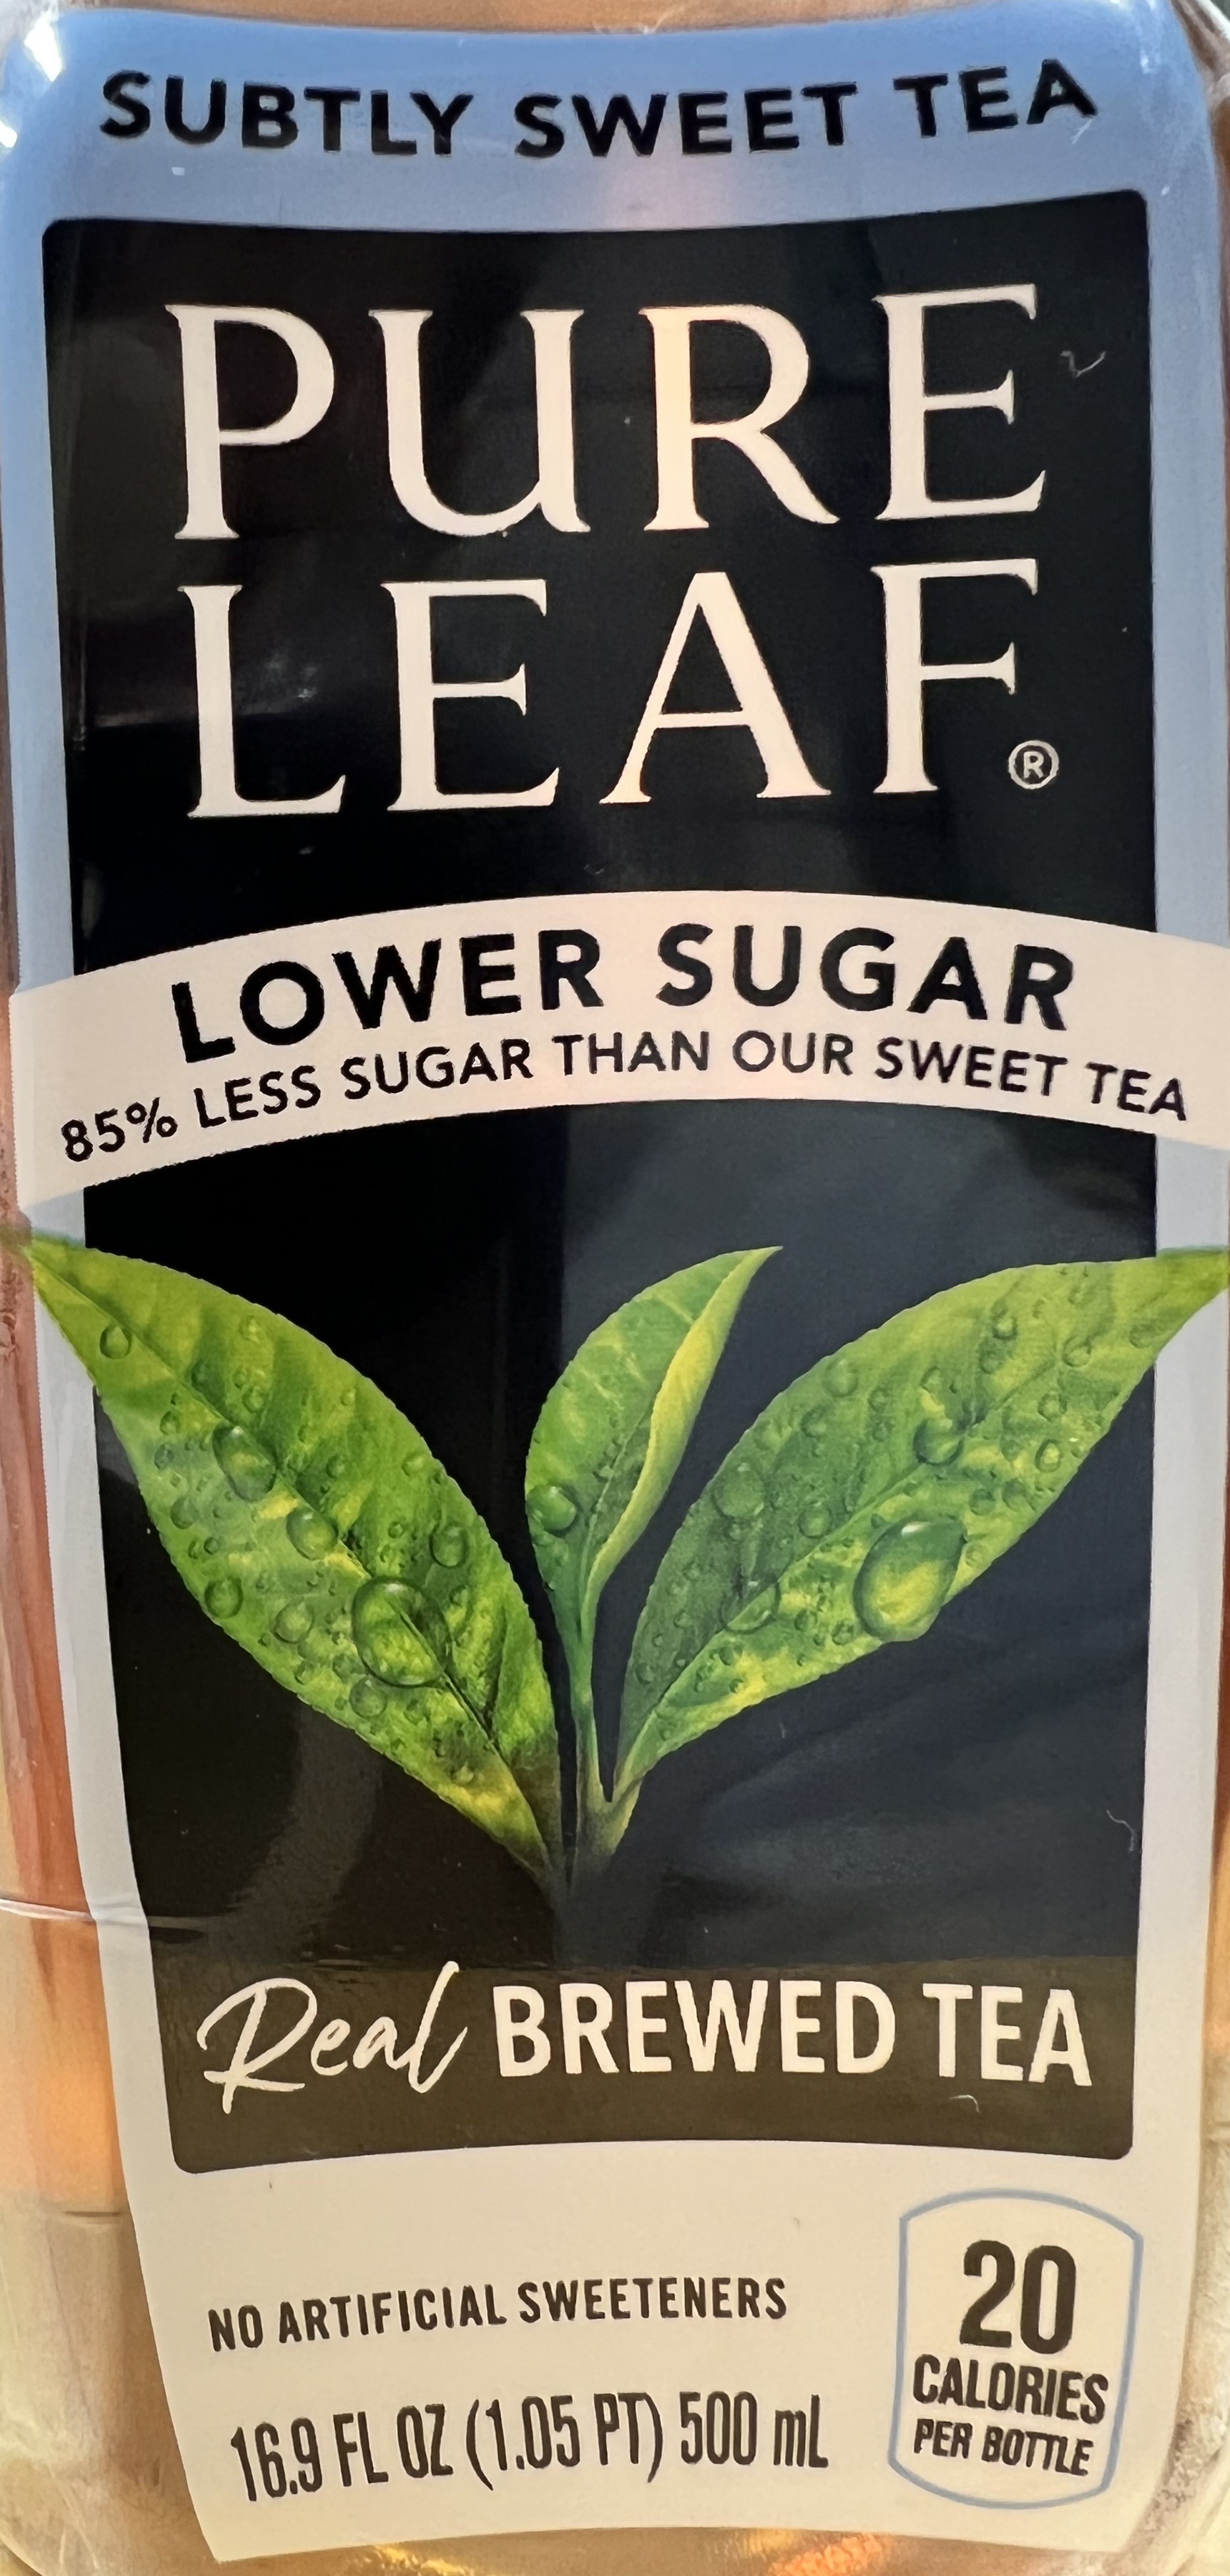 SUBTLY SWEET TEA
PURE
LEAF®
LOWER SUGAR
85% LESS SUGAR THAN OUR SWEET TEA
Real BREWED TEA
NO ARTIFICIAL SWEETENERS
16.9 FL OZ (1.05 PT) 500 mL
20
CALORIES
PER BOTTLE